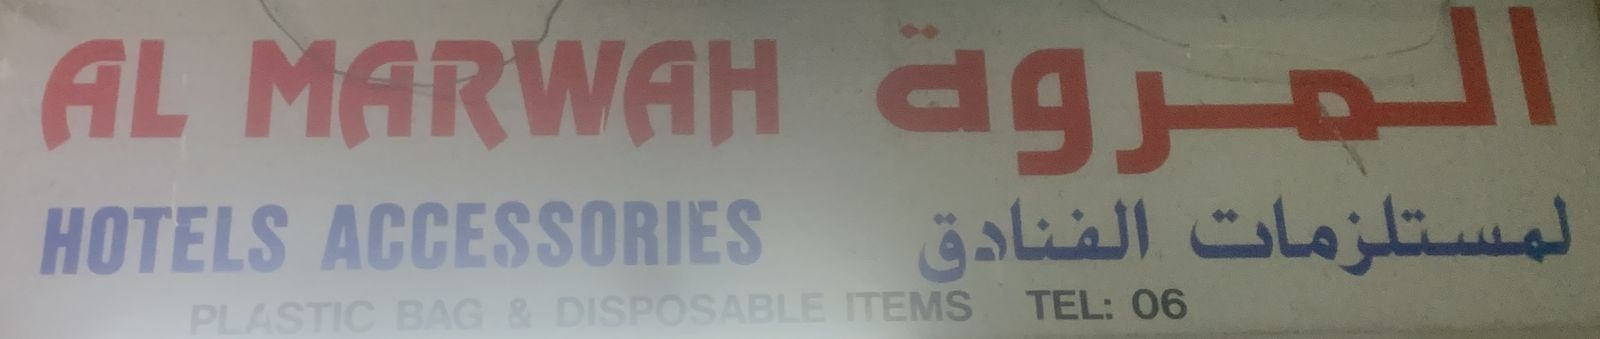 AL MARWAH المروة
HOTELS ACCESSORIES لمستلزمات الفنادق
PLASTIC BAG & DISPOSABLE ITEMS TEL: 06